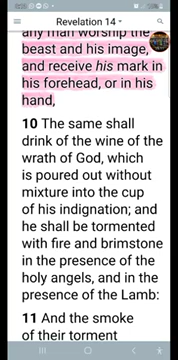 Revelation 14
any man worship the
beast and his image,
and receive his mark in
his forehead, or in his
hand,
10 The same shall
drink of the wine of the
wrath of God, which
is poured out without
mixture into the cup
of his indignation; and
he shall be tormented
with fire and brimstone
in the presence of the
holy angels, and in the
presence of the Lamb:
11 And the smoke
of their torment